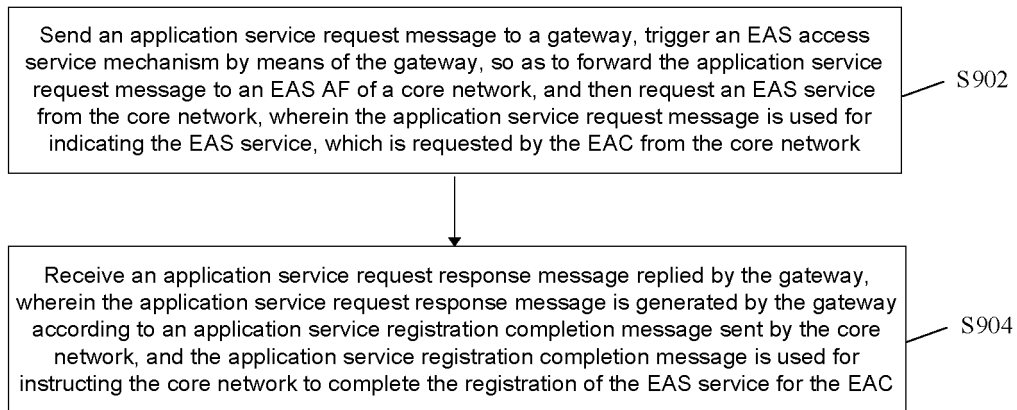 Send an application service request message to a gateway, trigger an EAS access
service mechanism by means of the gateway, so as to forward the application service
request message to an EAS AF of a core network, and then request an EAS service
from the core network, wherein the application service request message is used for
indicating the EAS service, which is requested by the EAC from the core network
S902
Receive an application service request response message replied by the gateway,
wherein the application service request response message is generated by the gateway
according to an application service registration completion message sent by the core
network, and the application service registration completion message is used for
instructing the core network to complete the registration of the EAS service for the EAC
S904